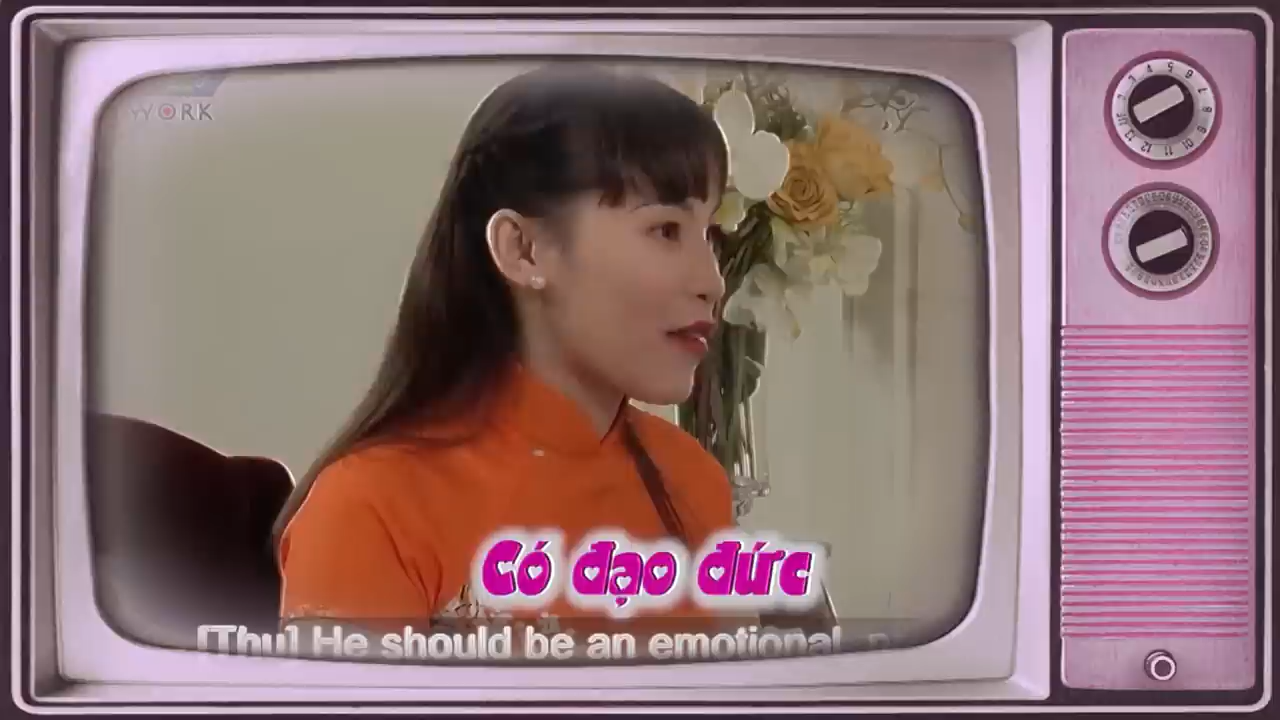 WORK
Có đạo đức
[Thu] He should be an emotional,